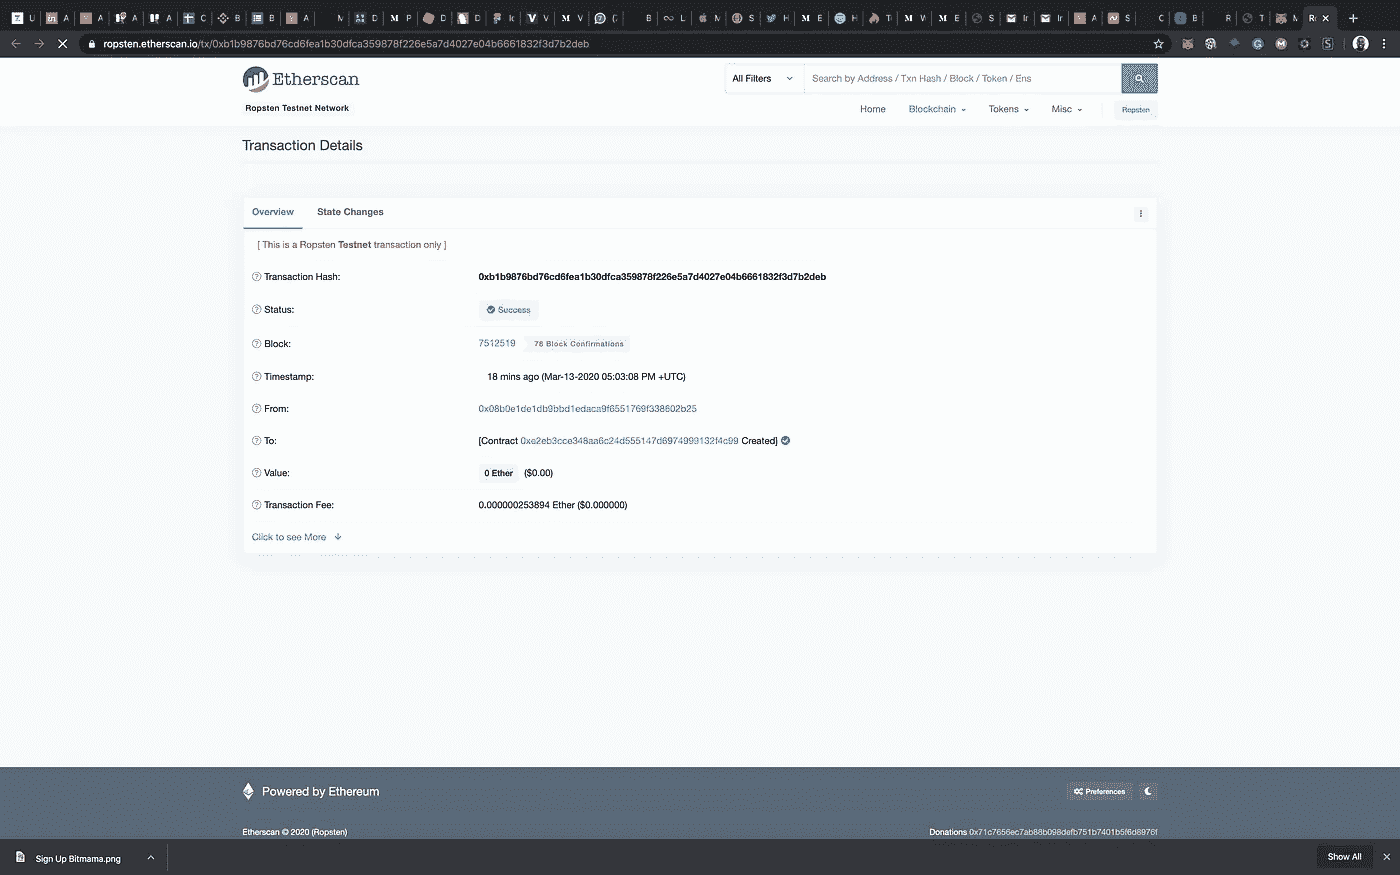 ropsten.etherscan.io/tx/0xb1b9876bd76cd6fea1b30dfca359878f226e5a7d4027e04b6661832f3d7b2deb
Etherscan
All Filters
Search by Address / Txn Hash / Block / Token / Ens
Ropsten Testnet Network
Home Blockchain Tokens Misc Ropsten
Transaction Details
Overview State Changes
[ This is a Ropsten Testnet transaction only ]
Transaction Hash: 0xb1b9876bd76cd6fea1b30dfca359878f226e5a7d4027e04b6661832f3d7b2deb
Status: Success
Block: 7512519 78 Block Confirmations
Timestamp: 18 mins ago (Mar-13-2020 05:03:08 PM +UTC)
From: 0x08b0e1de1db9bbd1edaca9f6551769f338602b25
To: [Contract 0xe2eb3cce348aa6c24d555147d6974999132f4c99 Created]
Value: 0 Ether ($0.00)
Transaction Fee: 0.000000253894 Ether ($0.000000)
Click to see More
Powered by Ethereum
Preferences
Etherscan © 2020 (Ropsten)
Donations 0x71c7656ec7ab88b098defb751b7401b5f6d8976f
Sign Up Bitmama.png
Show All